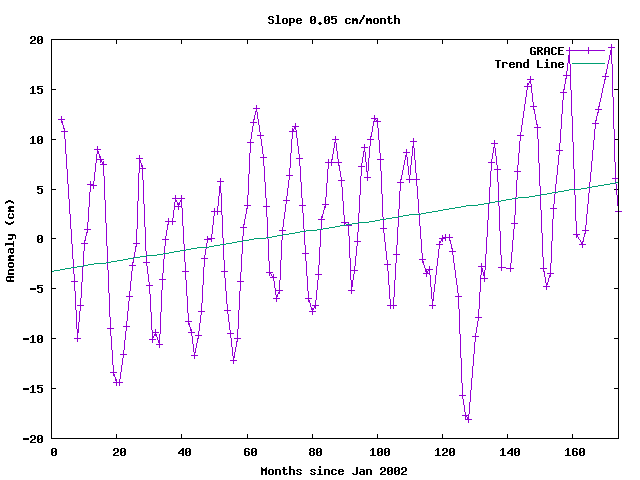 Slope 0.05 cm/month
GRACE
Trend Line
20
15
10
5
0
-5
-10
-15
-20
Anomaly (cm)
0 20 40 60 80 100 120 140 160
Months since Jan 2002